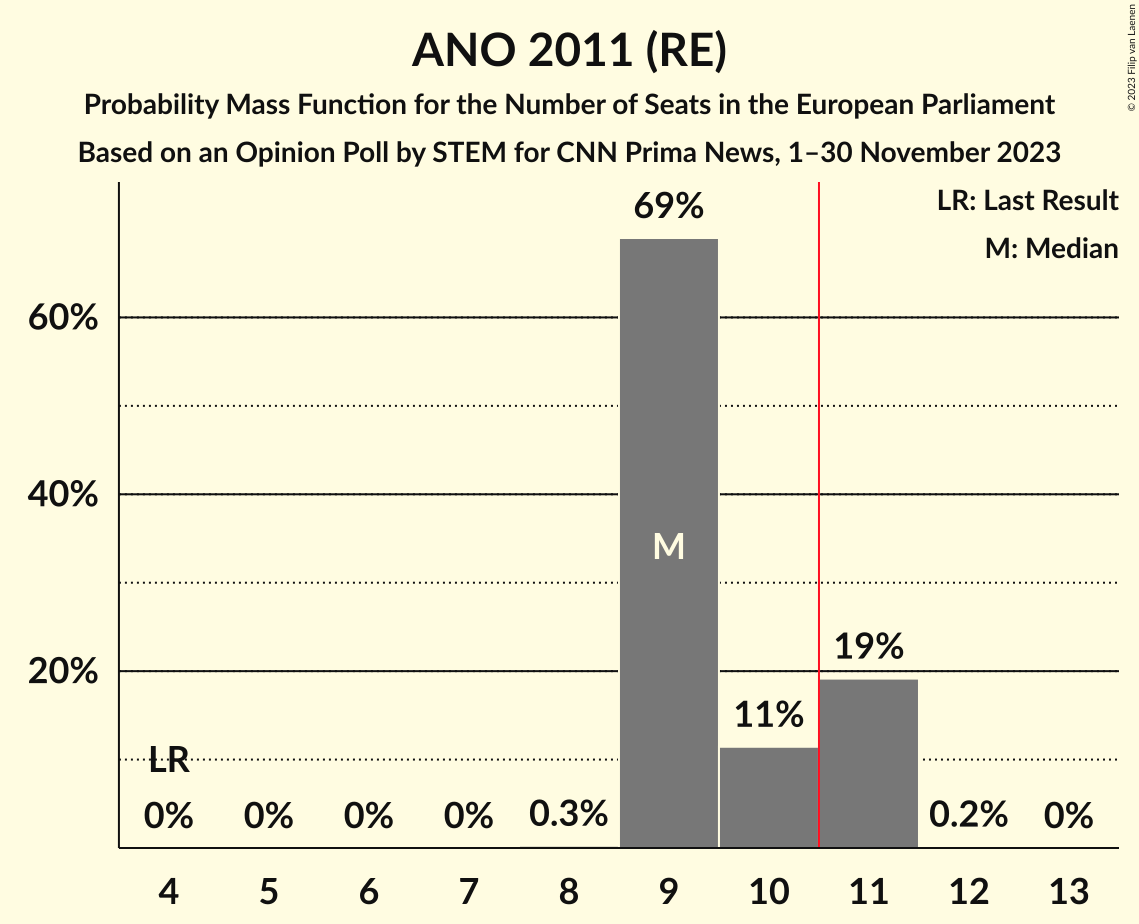 ANO 2011 (RE)
Probability Mass Function for the Number of Seats in the European Parliament
Based on an Opinion Poll by STEM for CNN Prima News, 1–30 November 2023
© 2023 Filip van Laenen
LR: Last Result
M: Median
69%
60%
40%
M
19%
20%
11%
LR
0% 0% 0% 0% 0.3% 0.2% 0%
4 5 6 7 8 9 10 11 12 13